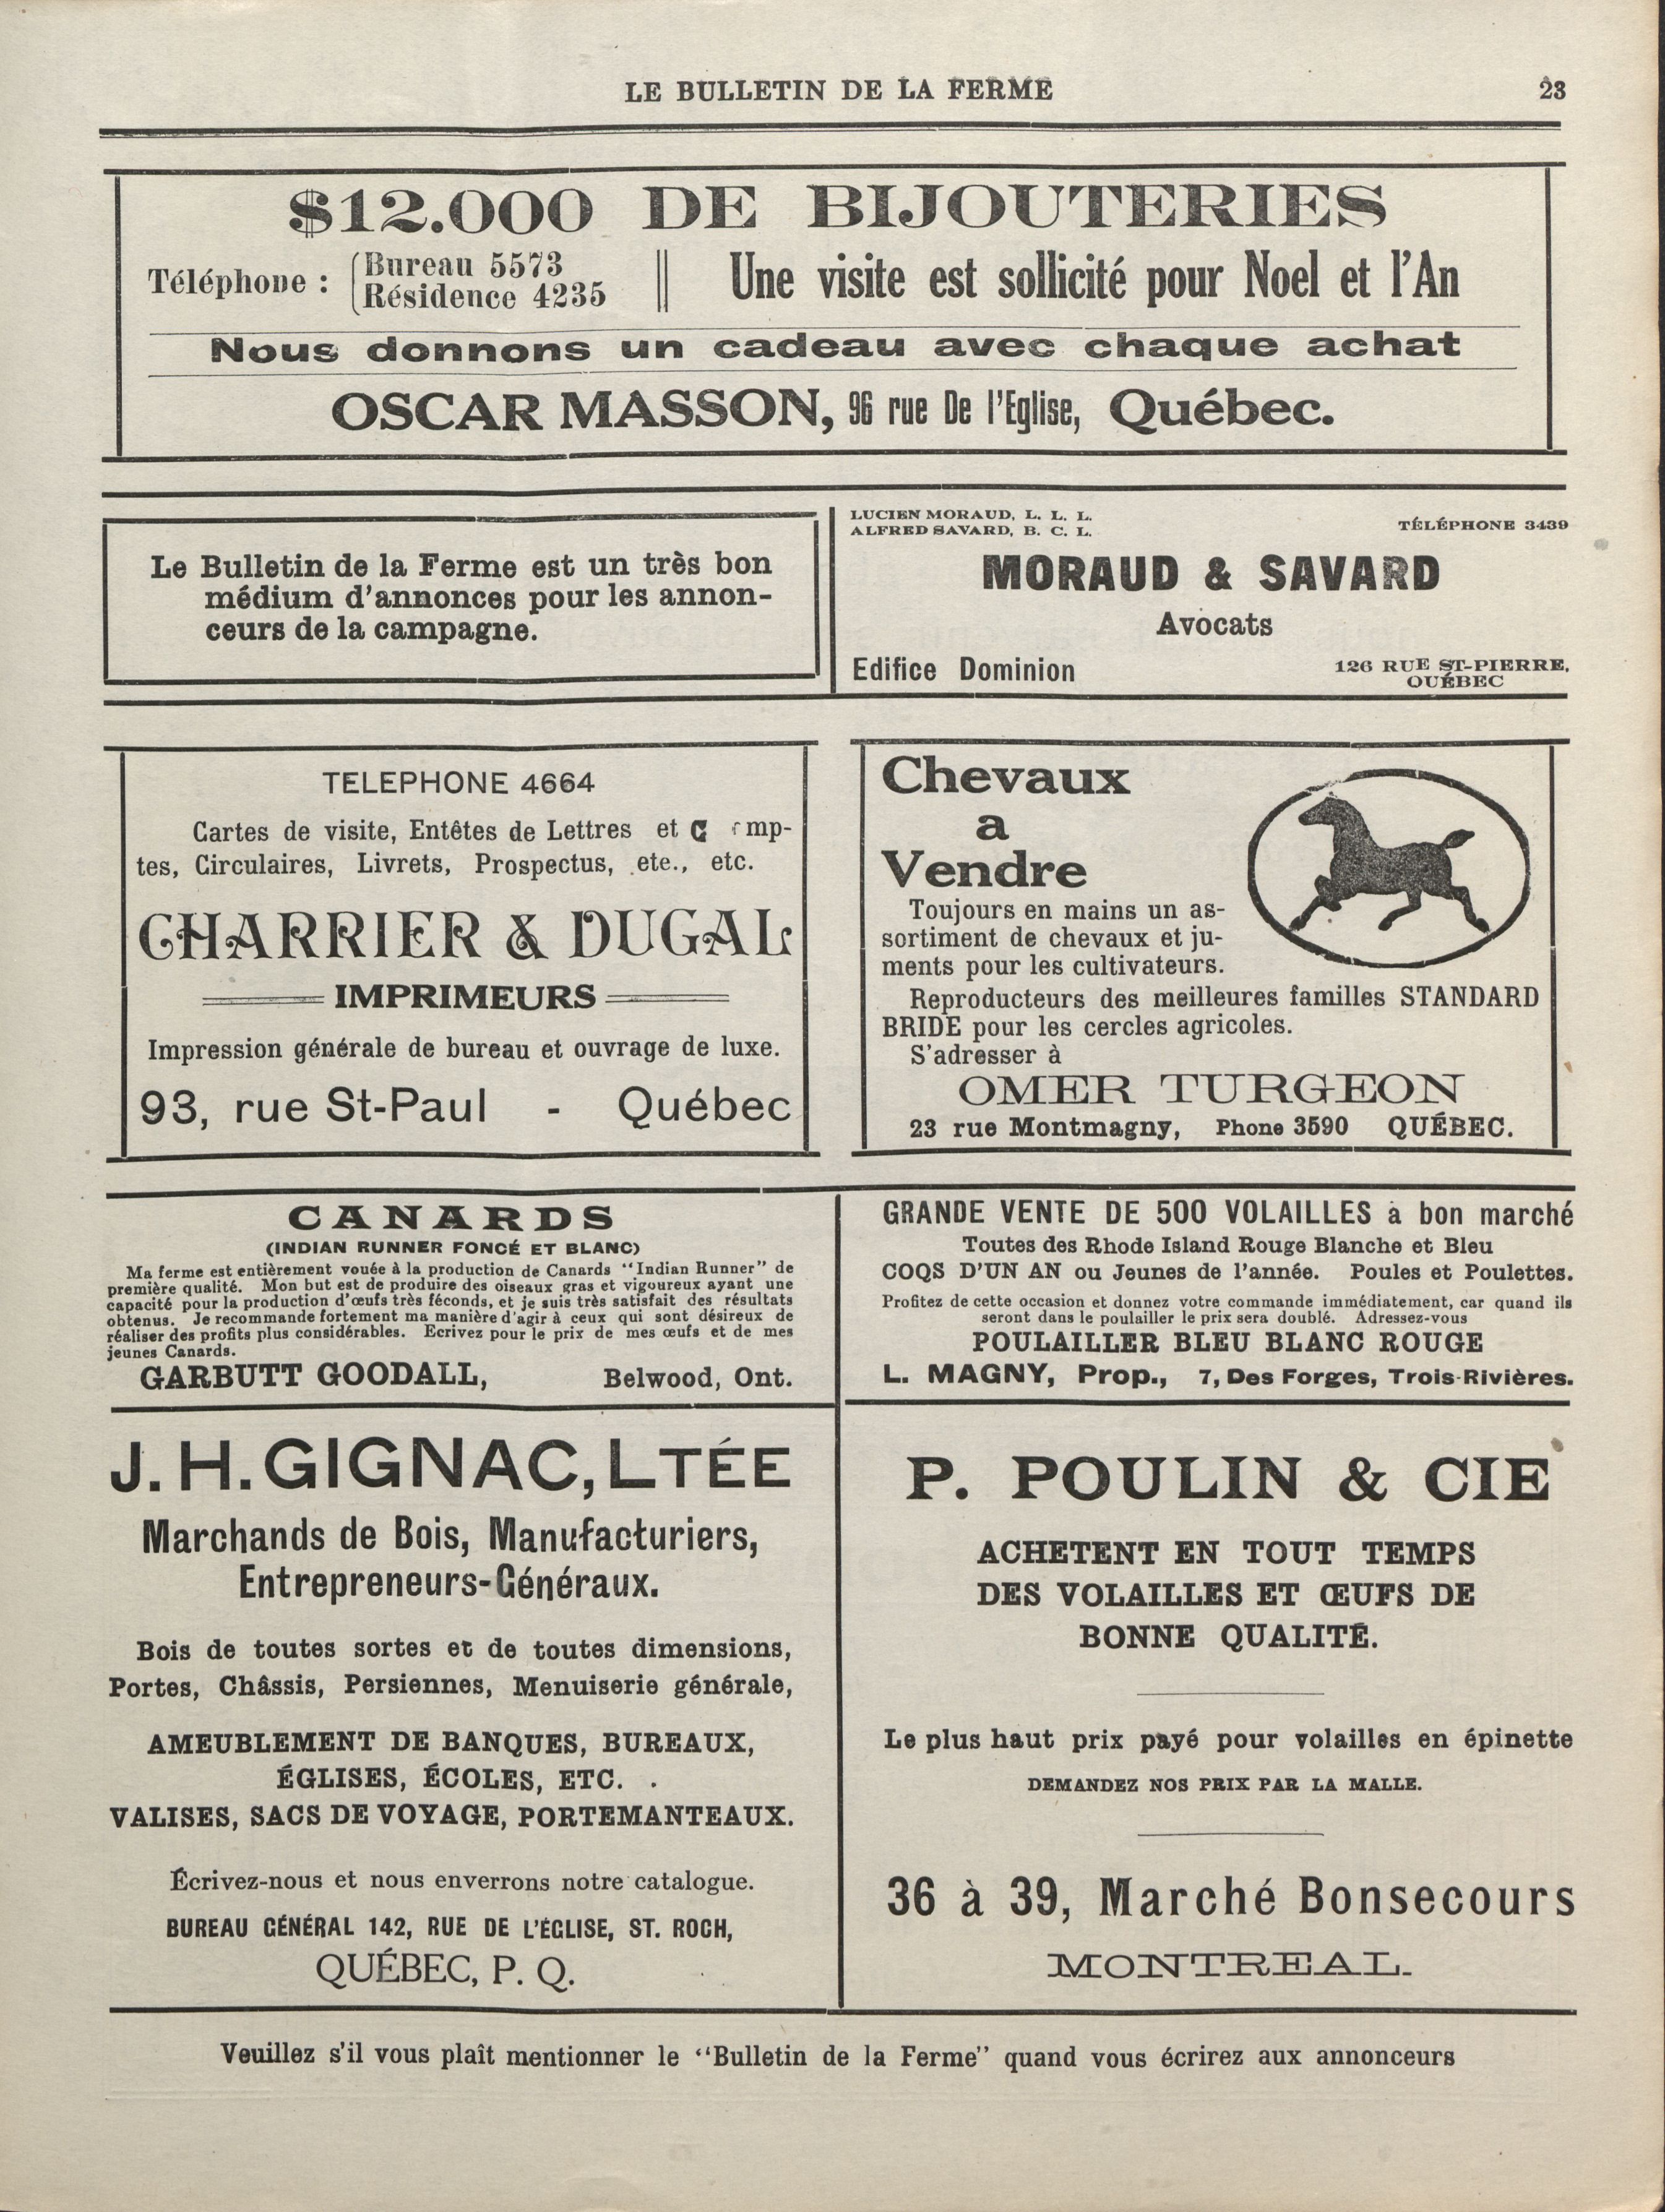 LE BULLETIN DE LA FERME 23
$12.000 DE BIJOUTERIES
Téléphone : Bureau 5573
Résidence 4235
Une visite est sollicité pour Noel et l'An
Nous donnons un cadeau avec chaque achat
OSCAR MASSON, 96 rue De l'Eglise, Québec.
Le Bulletin de la Ferme est un très bon
médium d'annonces pour les annon-
ceurs de la campagne.
LUCIEN MORAUD, L. L. L.
ALFRED SAVARD, B. C. L.
TÉLÉPHONE 3439
MORAUD & SAVARD
Avocats
Edifice Dominion
126 RUE ST-PIERRE,
QUÉBEC
TELEPHONE 4664
Cartes de visite, Entêtes de Lettres et C mp-
tes, Circulaires, Livrets, Prospectus, ete., etc.
CHARRIER & DUGAL
IMPRIMEURS
Impression générale de bureau et ouvrage de luxe.
93, rue St-Paul - Québec
Chevaux
a
Vendre
Toujours en mains un as-
sortiment de chevaux et ju-
ments pour les cultivateurs.
Reproducteurs des meilleures familles STANDARD
BRIDE pour les cercles agricoles.
S'adresser à
OMER TURGEON
23 rue Montmagny, Phone 3590 QUÉBEC.
CANARDS
(INDIAN RUNNER FONCÉ ET BLANC)
Ma ferme est entièrement vouée à la production de Canards "Indian Runner" de
première qualité. Mon but est de produire des oiseaux gras et vigoureux ayant une
capacité pour la production d'œufs très féconds, et je suis très satisfait des résultats
obtenus. Je recommande fortement ma manière d'agir à ceux qui sont désireux de
réaliser des profits plus considérables. Ecrivez pour le prix de mes œufs et de mes
jeunes Canards.
GARBUTT GOODALL, Belwood, Ont.
GRANDE VENTE DE 500 VOLAILLES à bon marché
Toutes des Rhode Island Rouge Blanche et Bleu
COQS D'UN AN ou Jeunes de l'année. Poules et Poulettes.
Profitez de cette occasion et donnez votre commande immédiatement, car quand ils
seront dans le poulailler le prix sera doublé. Adressez-vous
POULAILLER BLEU BLANC ROUGE
L. MAGNY, Prop., 7, Des Forges, Trois-Rivières.
J. H. GIGNAC, LTÉE
Marchands de Bois, Manufacturiers,
Entrepreneurs-Généraux.
Bois de toutes sortes et de toutes dimensions,
Portes, Châssis, Persiennes, Menuiserie générale,
AMEUBLEMENT DE BANQUES, BUREAUX,
ÉGLISES, ÉCOLES, ETC. .
VALISES, SACS DE VOYAGE, PORTEMANTEAUX.
Écrivez-nous et nous enverrons notre catalogue.
BUREAU GÉNÉRAL 142, RUE DE L'ÉGLISE, ST. ROCH,
QUÉBEC, P. Q.
P. POULIN & CIE
ACHETENT EN TOUT TEMPS
DES VOLAILLES ET ŒUFS DE
BONNE QUALITÉ.
Le plus haut prix payé pour volailles en épinette
DEMANDEZ NOS PRIX PAR LA MALLE.
36 à 39, Marché Bonsecours
MONTREAL.
Veuillez s'il vous plaît mentionner le "Bulletin de la Ferme" quand vous écrirez aux annonceurs